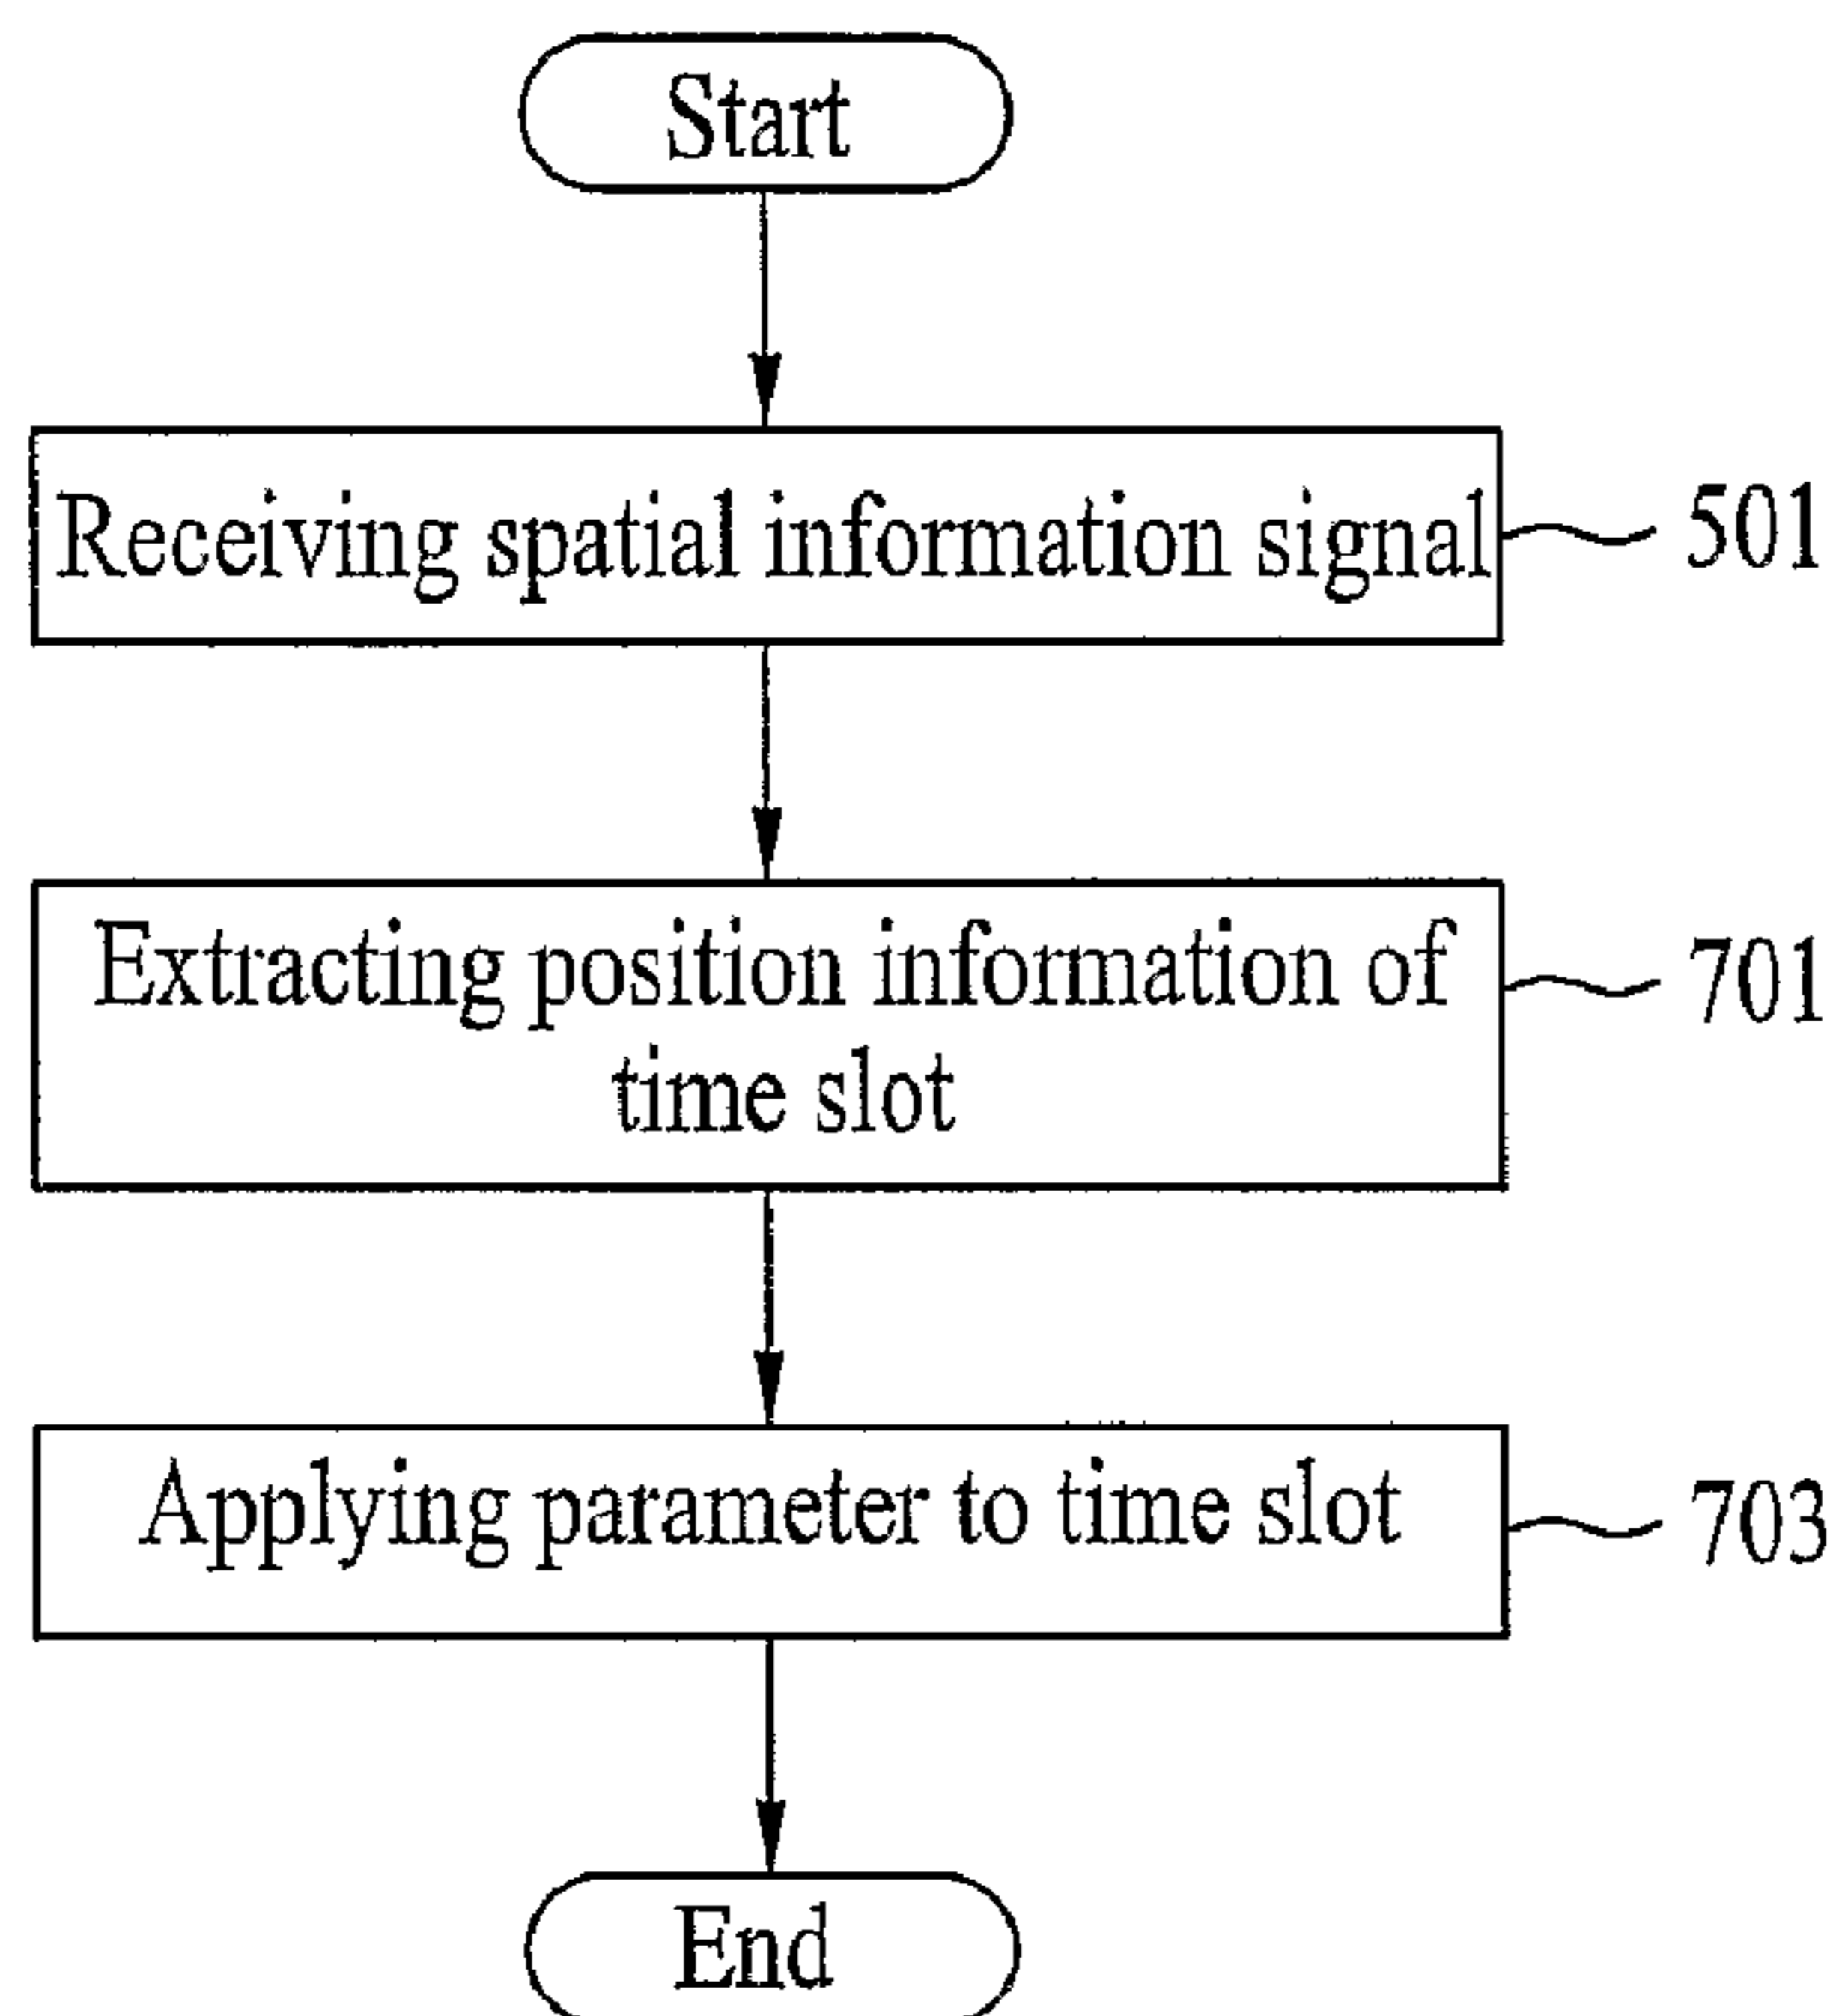 Start
Receiving spatial information signal
501
Extracting position information of
time slot
701
Applying parameter to time slot
703
End